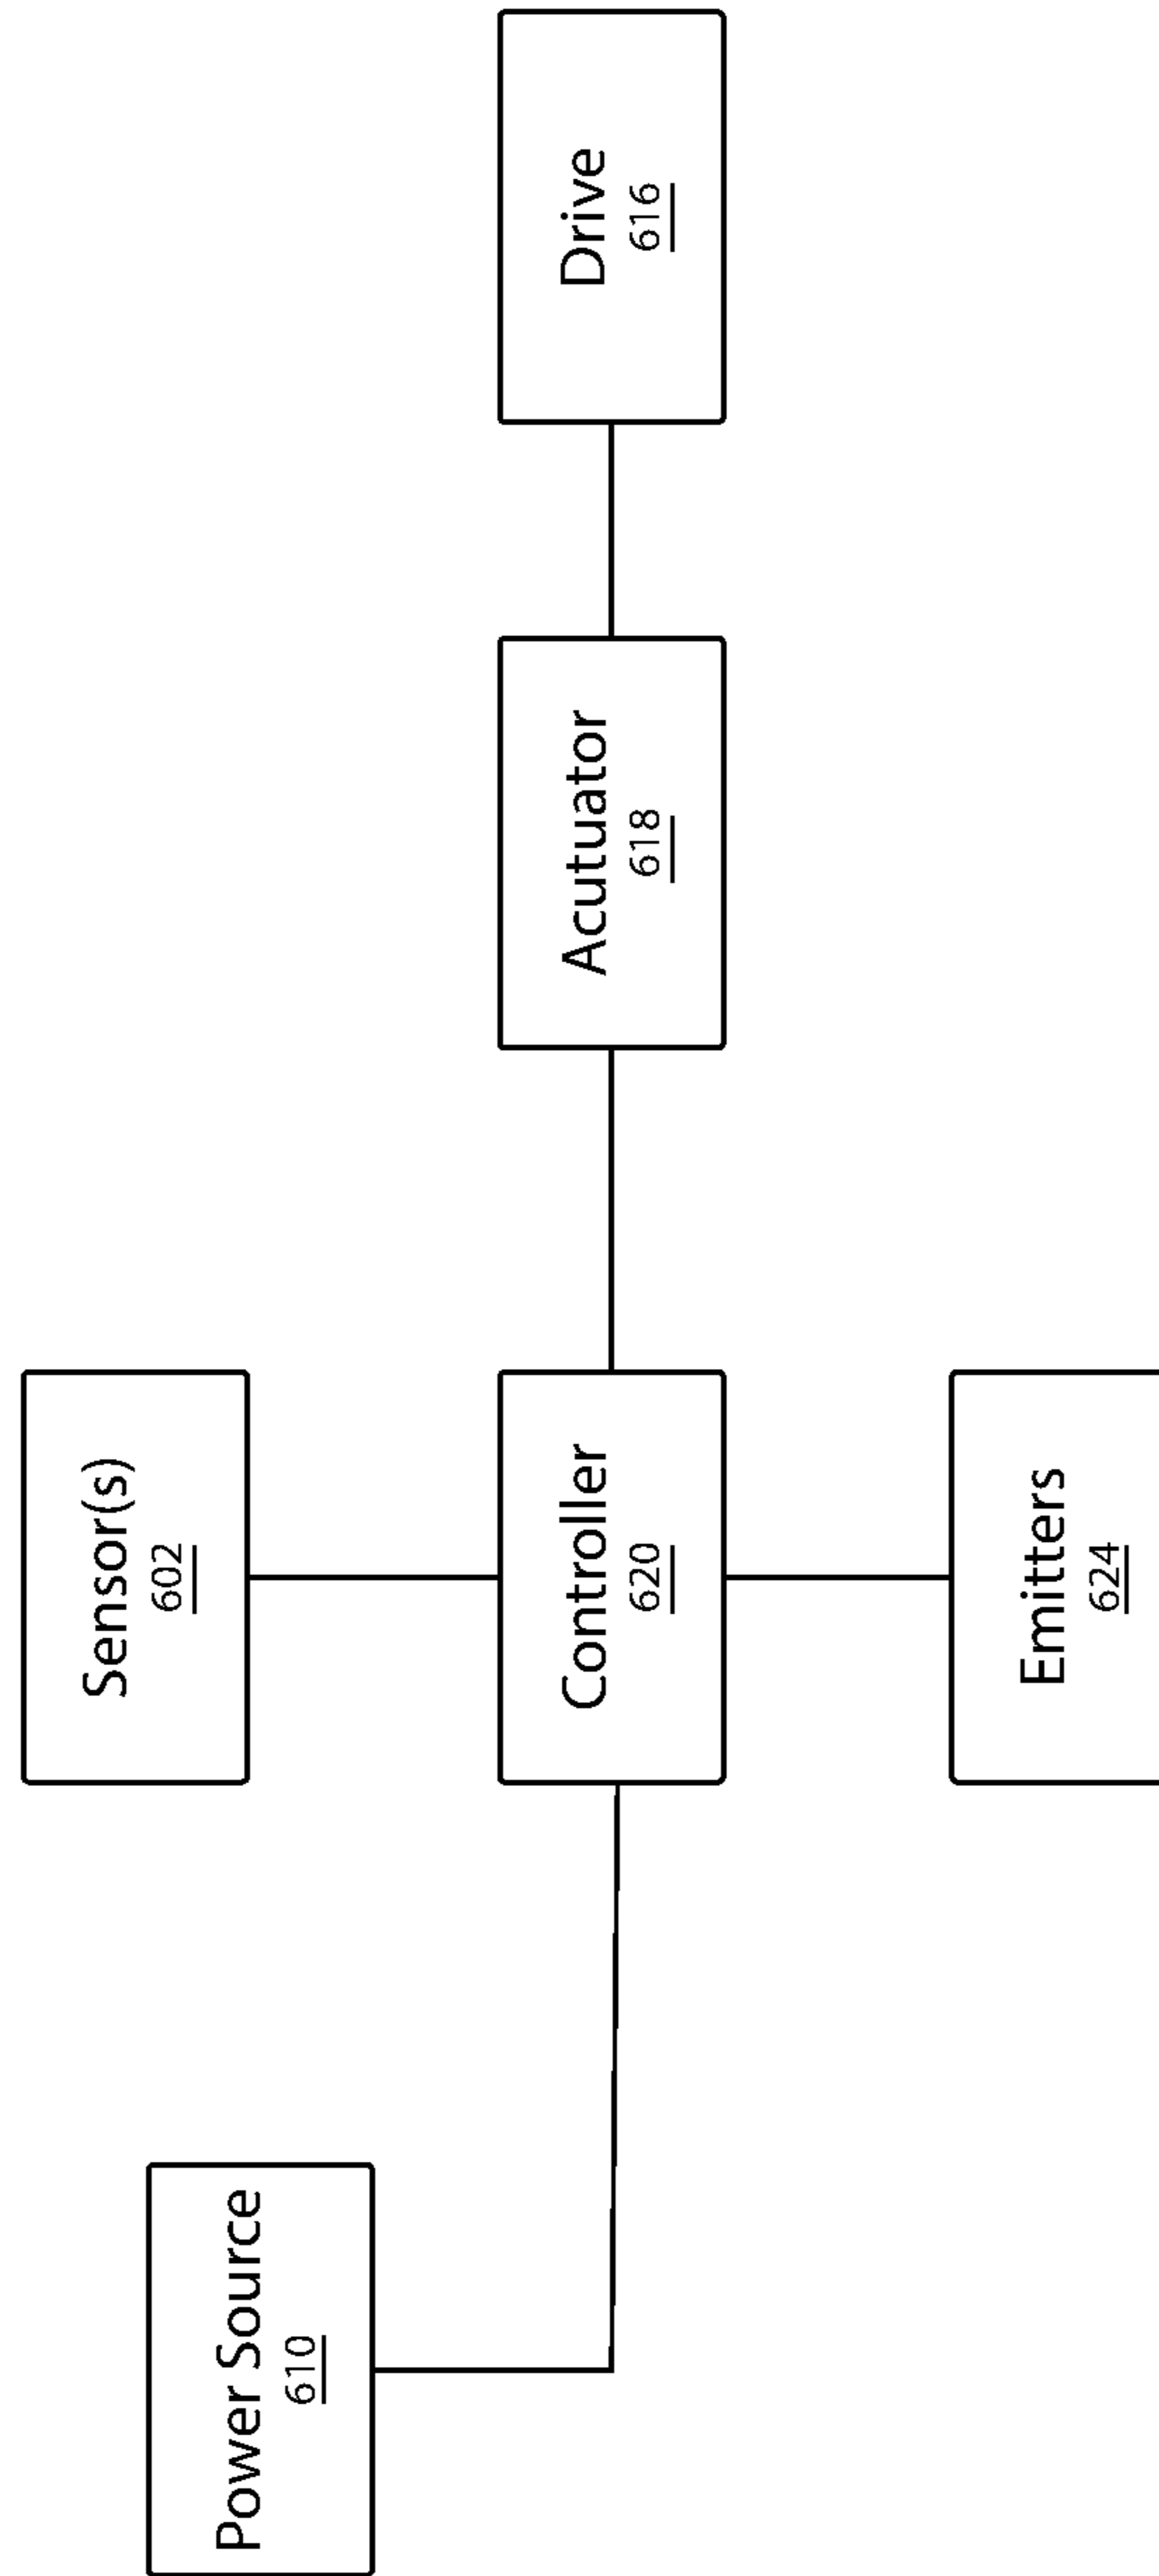 Sensor(s)
602
Power Source
610
Controller
620
Acutuator
618
Drive
616
Emitters
624